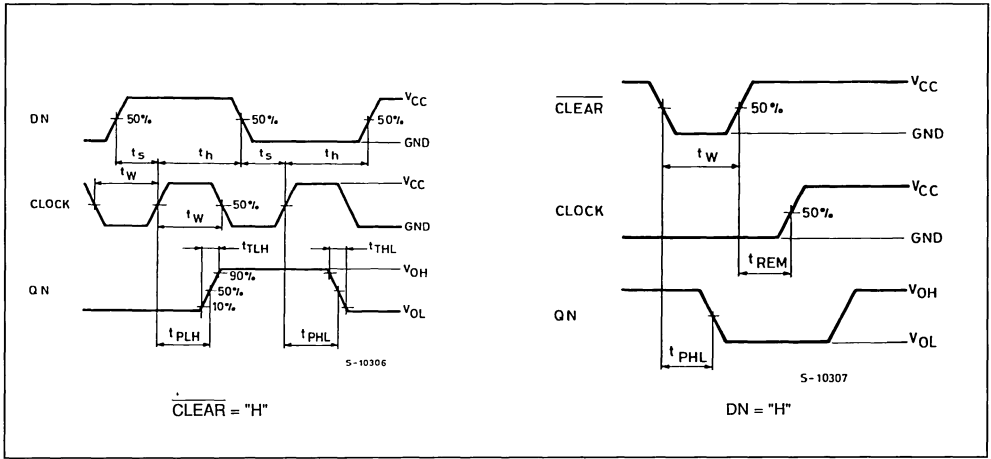 DN
50%
50%
50%
VCC
GND
ts
th
ts
th
tW
CLOCK
50%
VCC
GND
tW
tTLH
tTHL
QN
90%
50%
10%
VOH
VOL
tPLH
tPHL
S-10306
CLEAR = "H"
CLEAR
50%
VCC
GND
tW
CLOCK
50%
VCC
GND
tREM
QN
VOH
VOL
tPHL
S-10307
DN = "H"